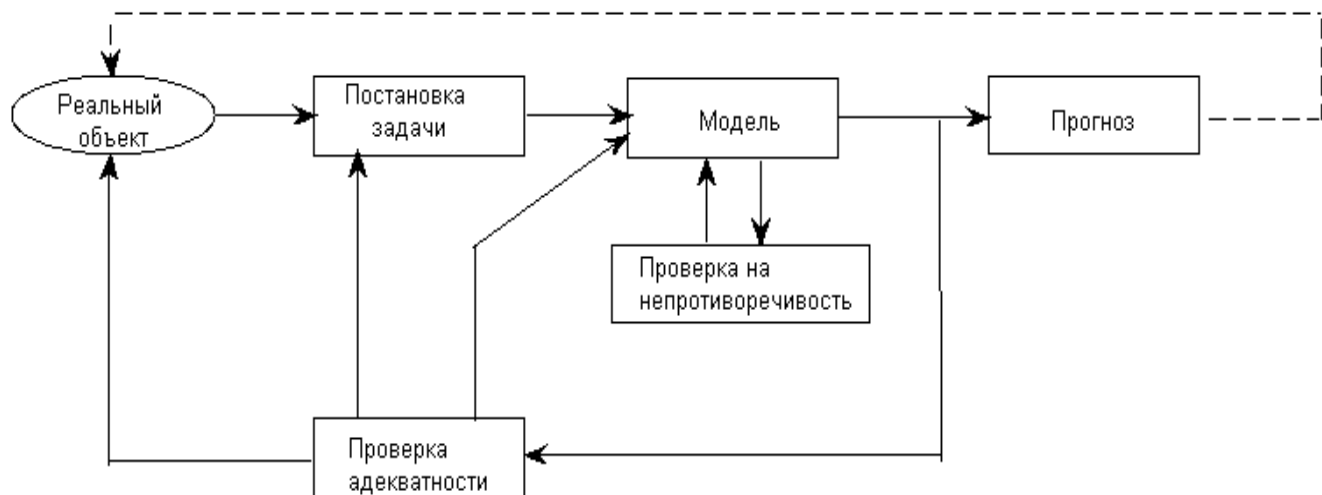 Реальный
объект
Постановка
задачи
Модель
Прогноз
Проверка на
непротиворечивость
Проверка
адекватности